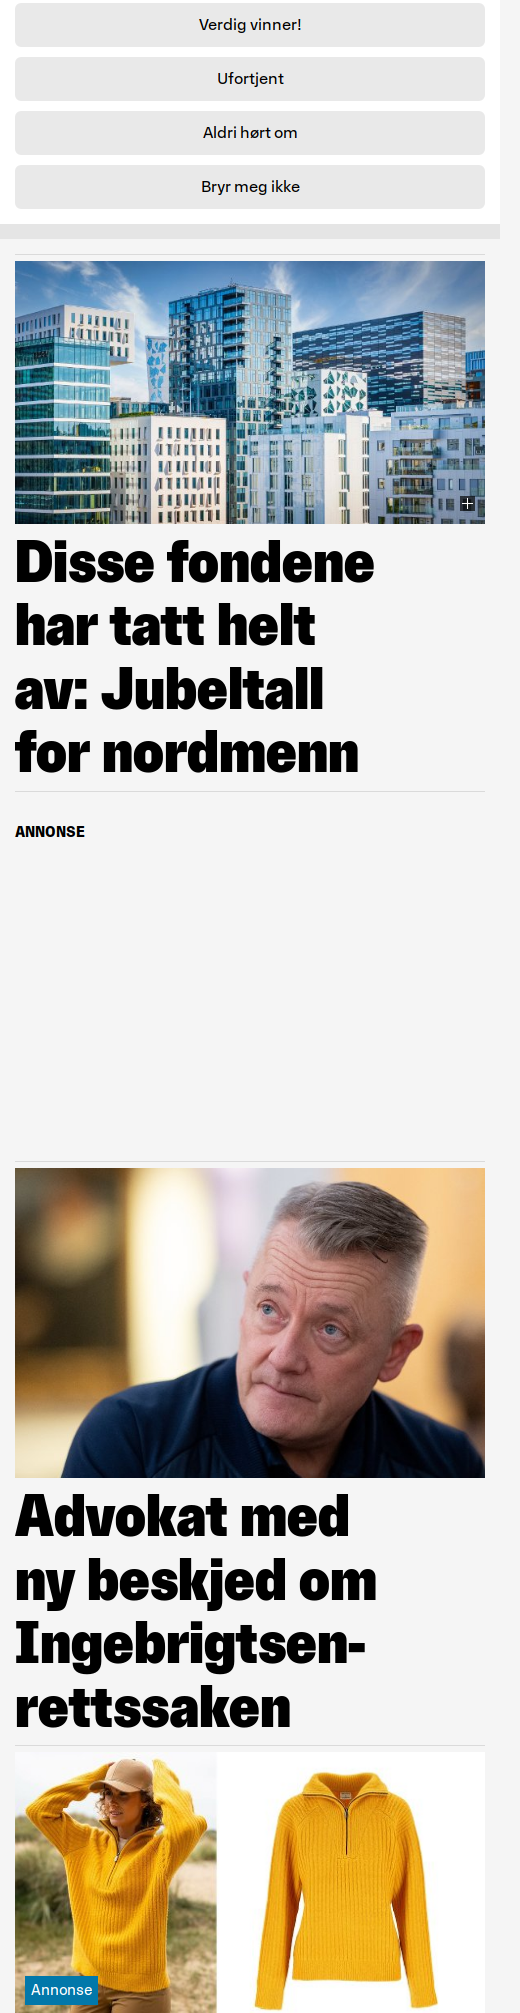 Verdig vinner!
Ufortjent
Aldri hørt om
Bryr meg ikke
Disse fondene
har tatt helt
av: Jubeltall
for nordmenn
ANNONSE
Advokat med
ny beskjed om
Ingebrigtsen-
rettssaken
Annonse